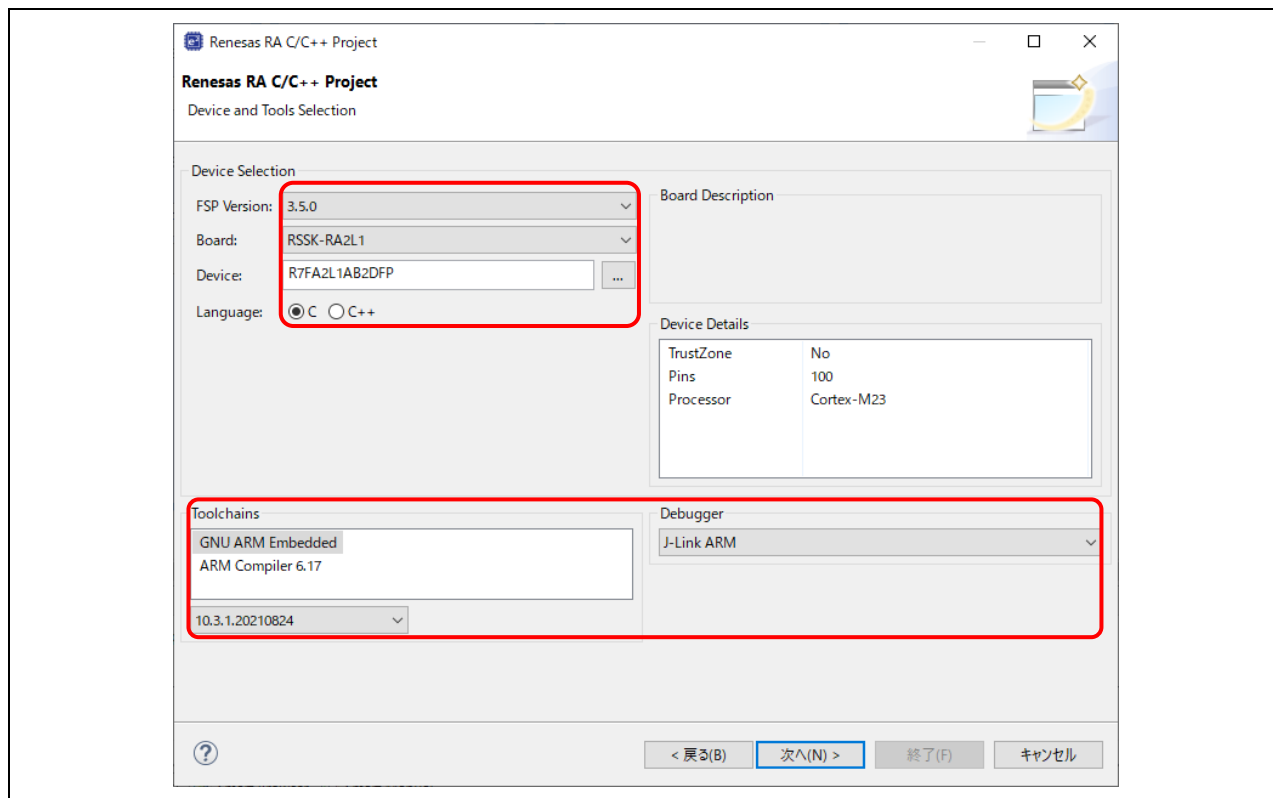 Renesas RA C/C++ Project
Renesas RA C/C++ Project
Device and Tools Selection
Device Selection
FSP Version: 3.5.0
Board: RSSK-RA2L1
Device: R7FA2L1AB2DFP ...
Language: C C++
Board Description
Device Details
TrustZone No
Pins 100
Processor Cortex-M23
Toolchains
GNU ARM Embedded
ARM Compiler 6.17
10.3.1.20210824
Debugger
J-Link ARM
? < 戻る(B) 次へ(N) > 終了(F) キャンセル